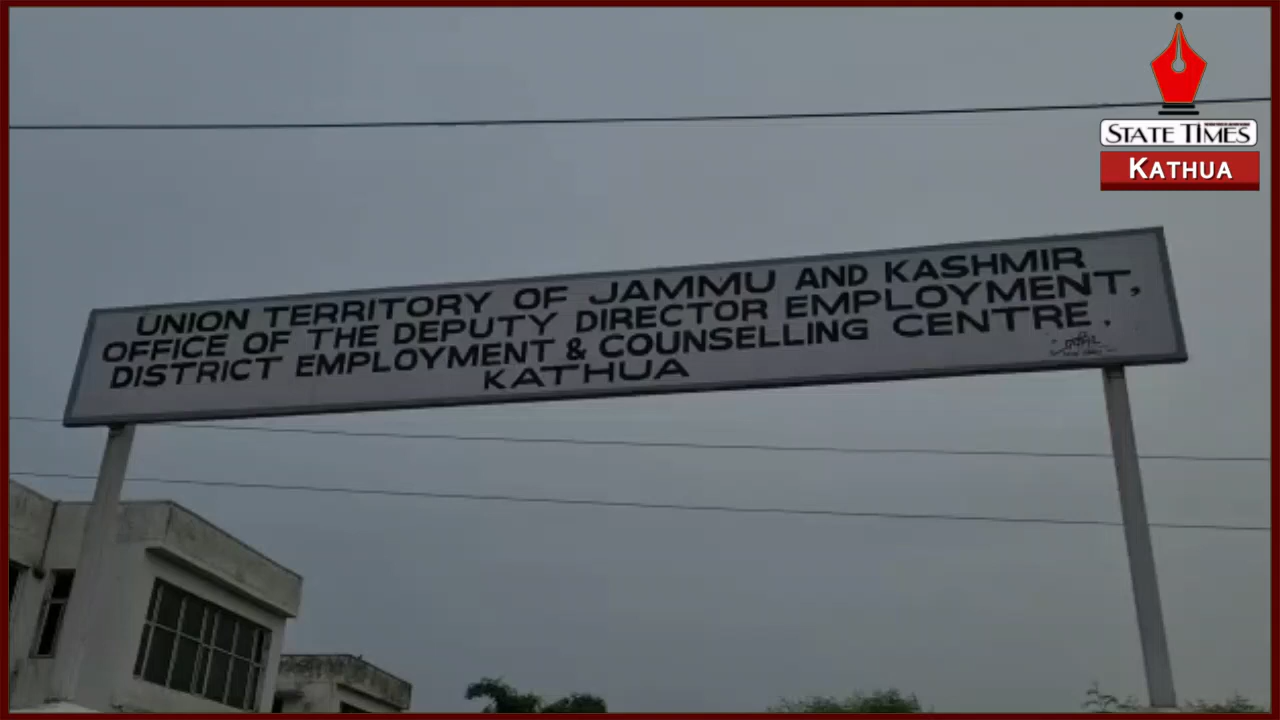 STATE TIMES
KATHUA
UNION TERRITORY OF JAMMU AND KASHMIR
OFFICE OF THE DEPUTY DIRECTOR EMPLOYMENT,
DISTRICT EMPLOYMENT & COUNSELLING CENTRE.
KATHUA